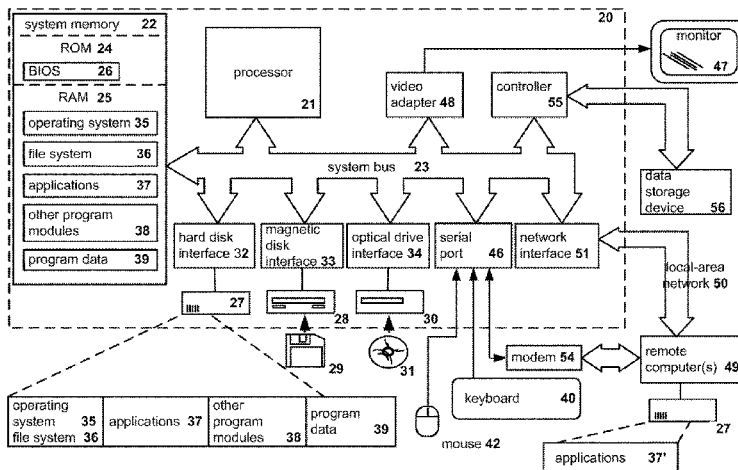 system memory 22
ROM 24
BIOS 26
RAM 25
operating system 35
file system 36
applications 37
other program
modules 38
program data 39
processor
21
20
video
adapter 48
controller
55
monitor
47
system bus 23
data
storage
device 56
hard disk
interface 32
magnetic
disk
interface 33
optical drive
interface 34
serial
port 46
network
interface 51
local-area
network 50
27
28
30
29
31
modem 54
remote
computer(s) 49
keyboard
40
mouse 42
27
operating
system 35
file system 36
applications 37
other
program
modules 38
program
data 39
applications 37'